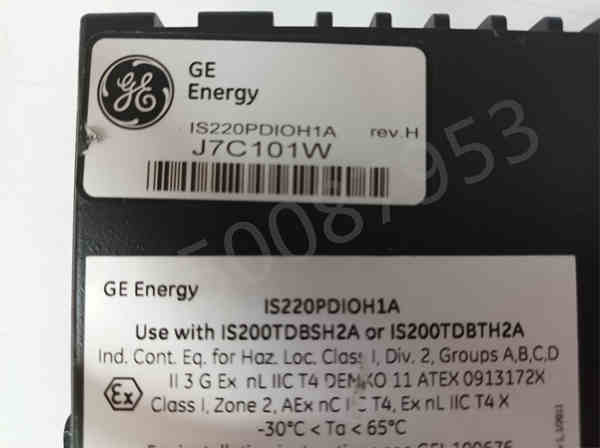 GE
Energy
IS220PDIOH1A rev.H
J7C101W
GE Energy
IS220PDIOH1A
Use with IS200TDBSH2A or IS200TDBTH2A
Ind. Cont. Eq. for Haz. Loc. Class I, Div. 2, Groups A,B,C,D
II 3 G Ex nL IIC T4 DEMKO 11 ATEX 0913172X
Class I, Zone 2, AEx nC IIC T4, Ex nL IIC T4 X
-30°C < Ta < 65°C